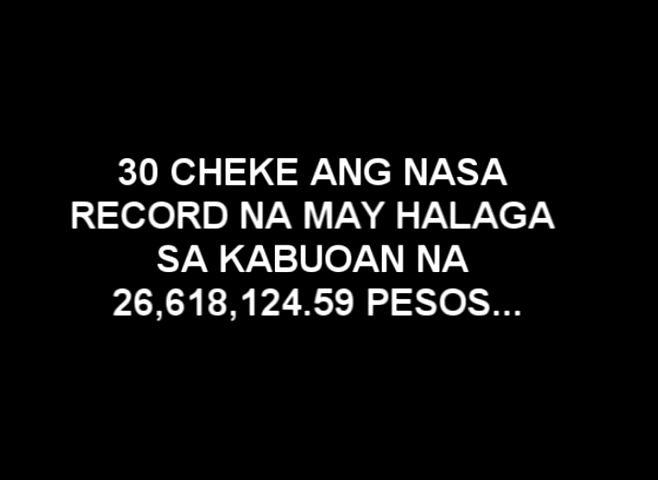 30 CHEKE ANG NASA
RECORD NA MAY HALAGA
SA KABUOAN NA
26,618,124.59 PESOS...